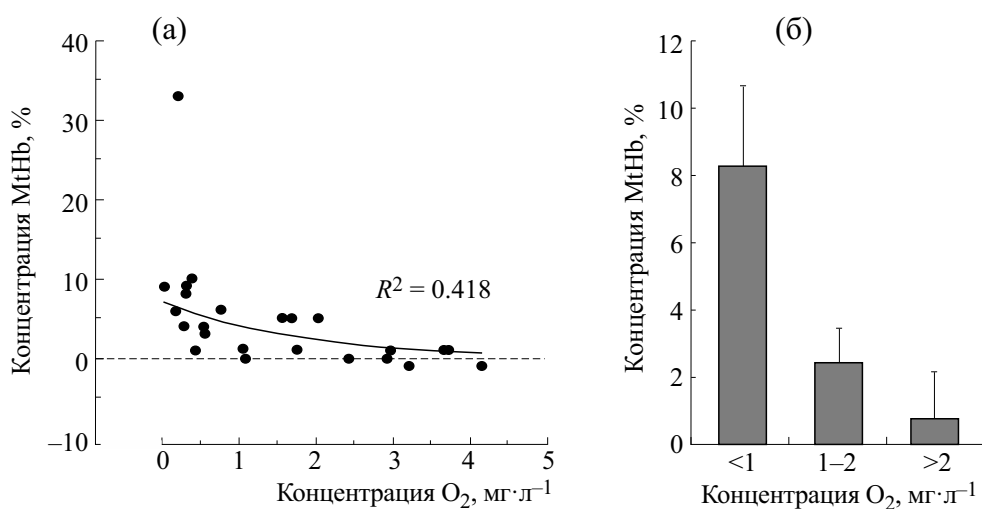 (а)
Концентрация MtHb, %
40
30
20
10
0
–10
R² = 0.418
0 1 2 3 4 5
Концентрация O₂, мг·л⁻¹
(б)
Концентрация MtHb, %
12
10
8
6
4
2
0
<1 1–2 >2
Концентрация O₂, мг·л⁻¹